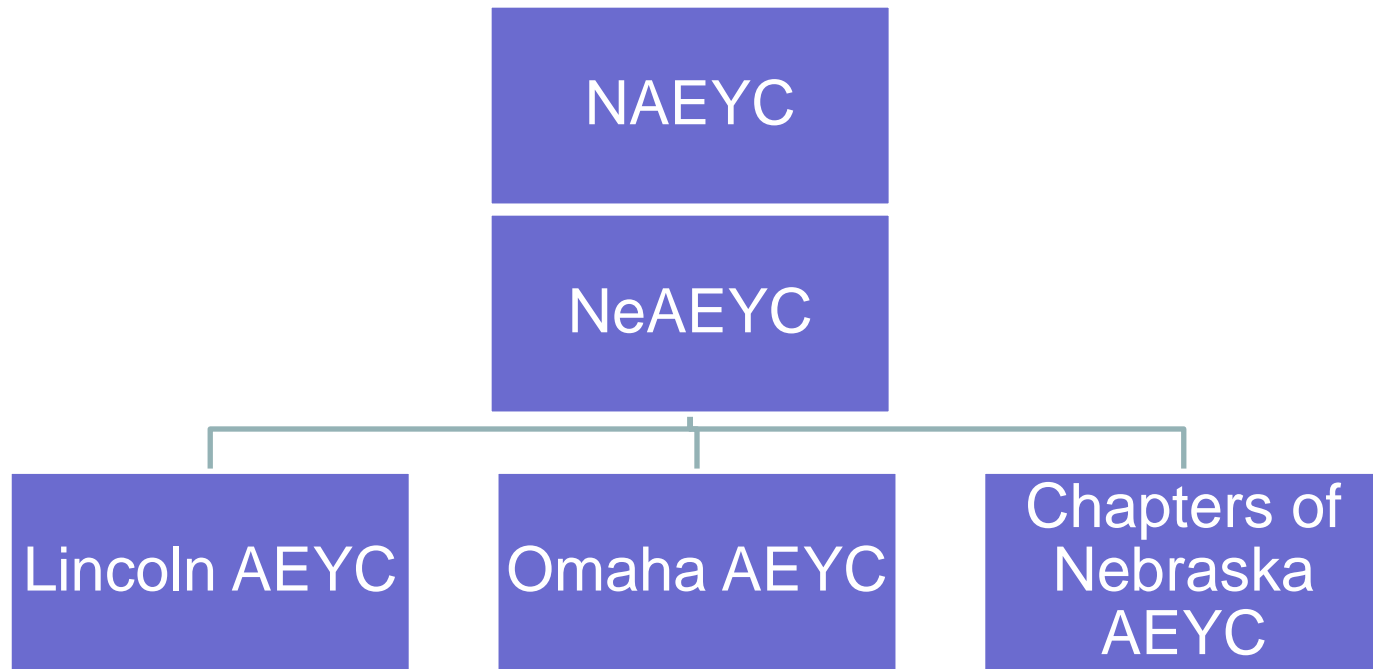 NAEYC
NeAEYC
Lincoln AEYC
Omaha AEYC
Chapters of
Nebraska
AEYC